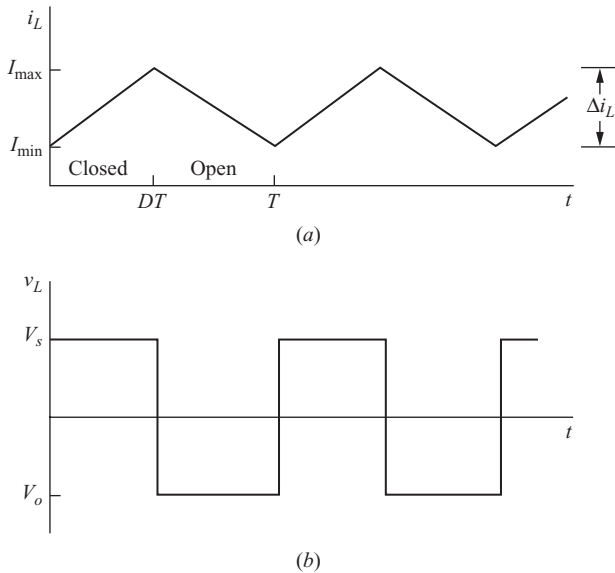 i_L
I_max
Δi_L
I_min
Closed Open
DT T t
(a)
v_L
V_s
t
V_o
(b)